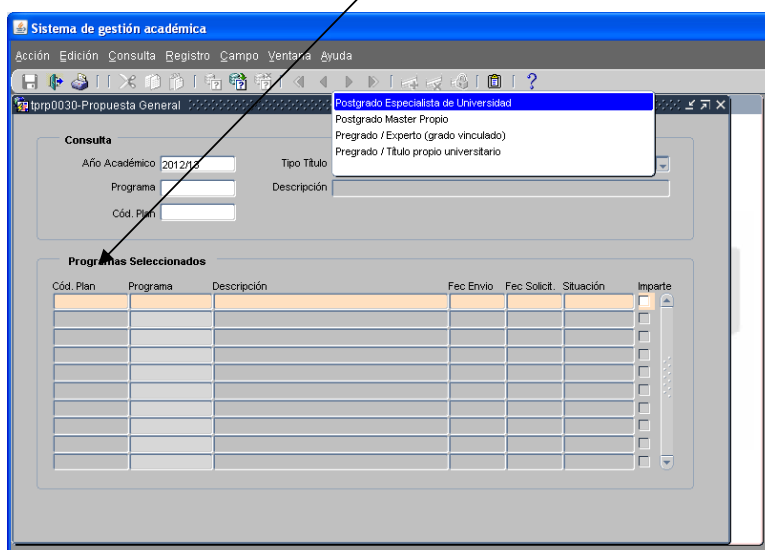 Sistema de gestión académica
Acción Edición Consulta Registro Campo Ventana Ayuda
tprp0030-Propuesta General
Postgrado Especialista de Universidad
Postgrado Master Propio
Pregrado / Experto (grado vinculado)
Pregrado / Título propio universitario
Consulta
Año Académico 2012/13 Tipo Título
Programa Descripción
Cód. Plan
Programas Seleccionados
Cód. Plan Programa Descripción Fec Envio Fec Solicit. Situación Imparte